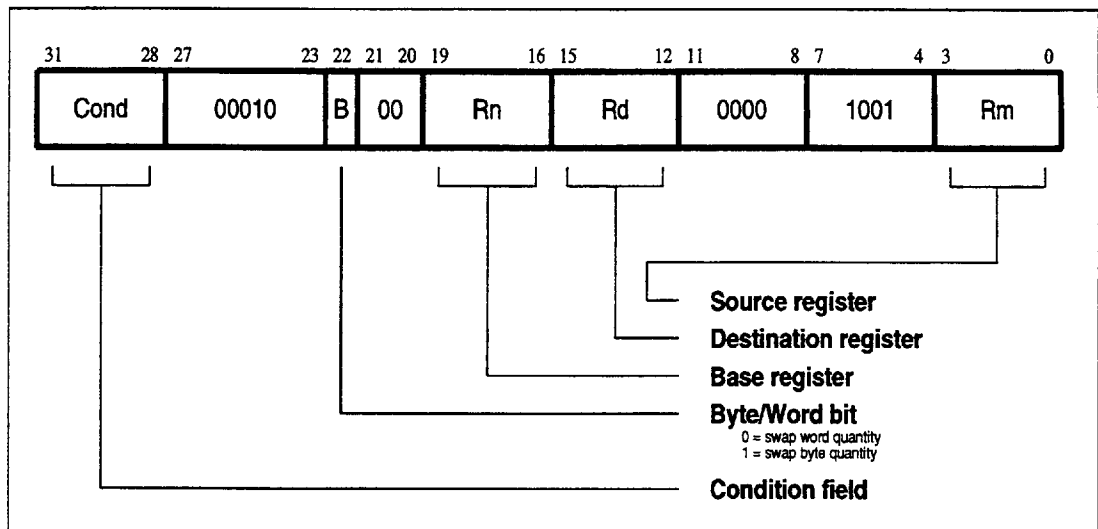 31 28 27 23 22 21 20 19 16 15 12 11 8 7 4 3 0
Cond 00010 B 00 Rn Rd 0000 1001 Rm
Source register
Destination register
Base register
Byte/Word bit
0 = swap word quantity
1 = swap byte quantity
Condition field